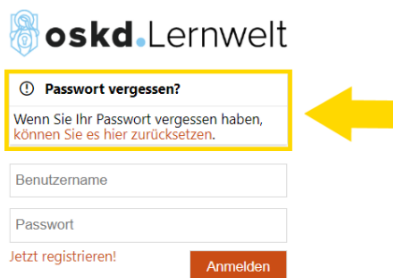 oskd.Lernwelt
Passwort vergessen?
Wenn Sie Ihr Passwort vergessen haben,
können Sie es hier zurücksetzen.
Benutzername
Passwort
Jetzt registrieren!
Anmelden